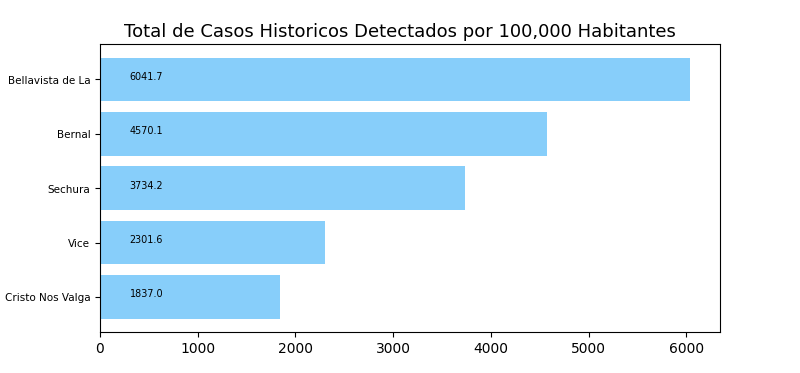 Total de Casos Historicos Detectados por 100,000 Habitantes
Bellavista de La
6041.7
Bernal
4570.1
Sechura
3734.2
Vice
2301.6
Cristo Nos Valga
1837.0
0 1000 2000 3000 4000 5000 6000